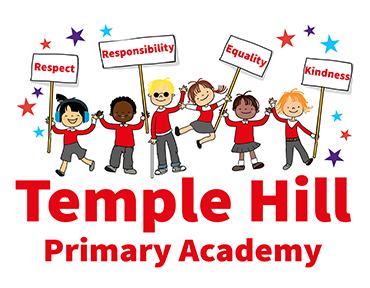 Respect
Responsibility
Equality
Kindness
Temple Hill
Primary Academy